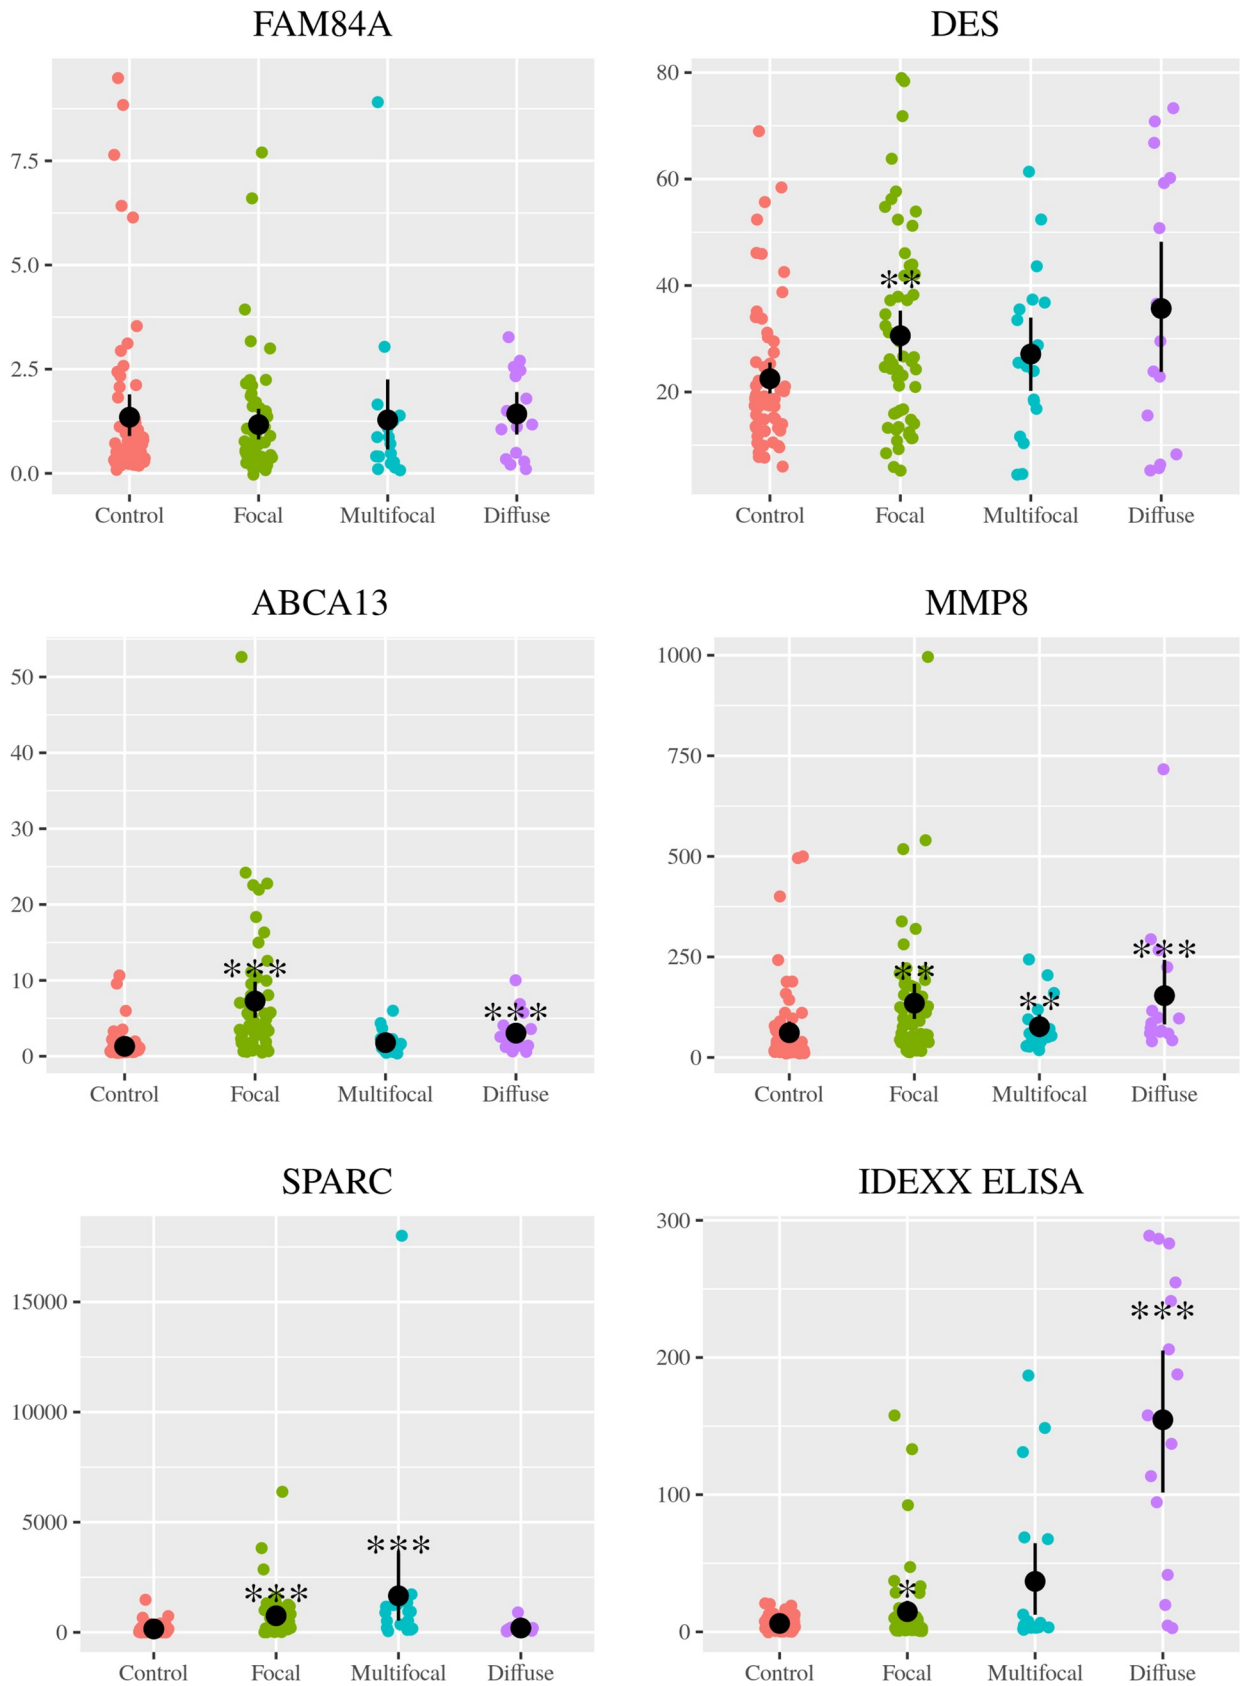 FAM84A
7.5
5.0
2.5
0.0
Control Focal Multifocal Diffuse
DES
80
60
40
20
**
Control Focal Multifocal Diffuse
ABCA13
50
40
30
20
10
0
*** ***
Control Focal Multifocal Diffuse
MMP8
1000
750
500
250
0
** ** ***
Control Focal Multifocal Diffuse
SPARC
15000
10000
5000
0
*** ***
Control Focal Multifocal Diffuse
IDEXX ELISA
300
200
100
0
* ***
Control Focal Multifocal Diffuse